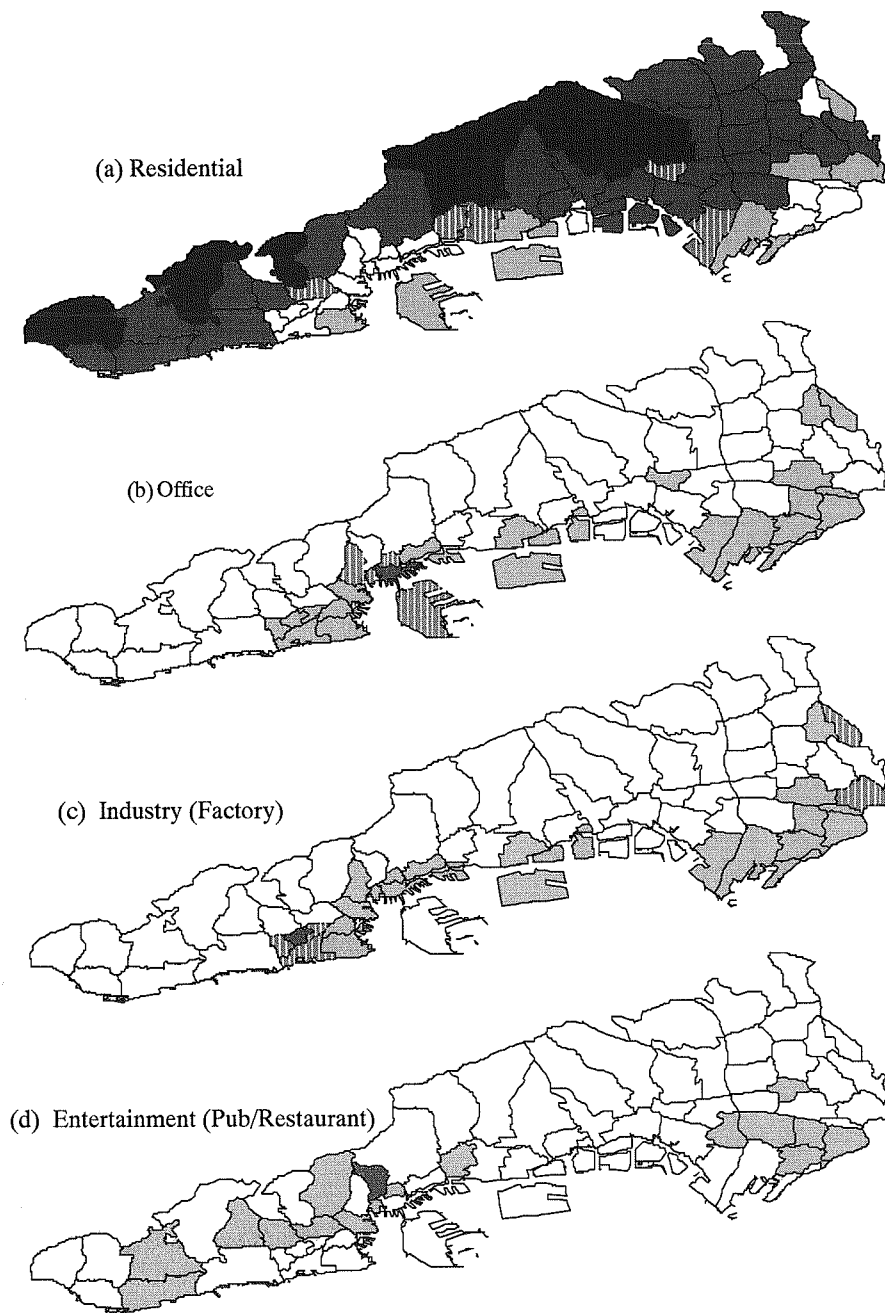 (a) Residential
(b) Office
(c) Industry (Factory)
(d) Entertainment (Pub/Restaurant)